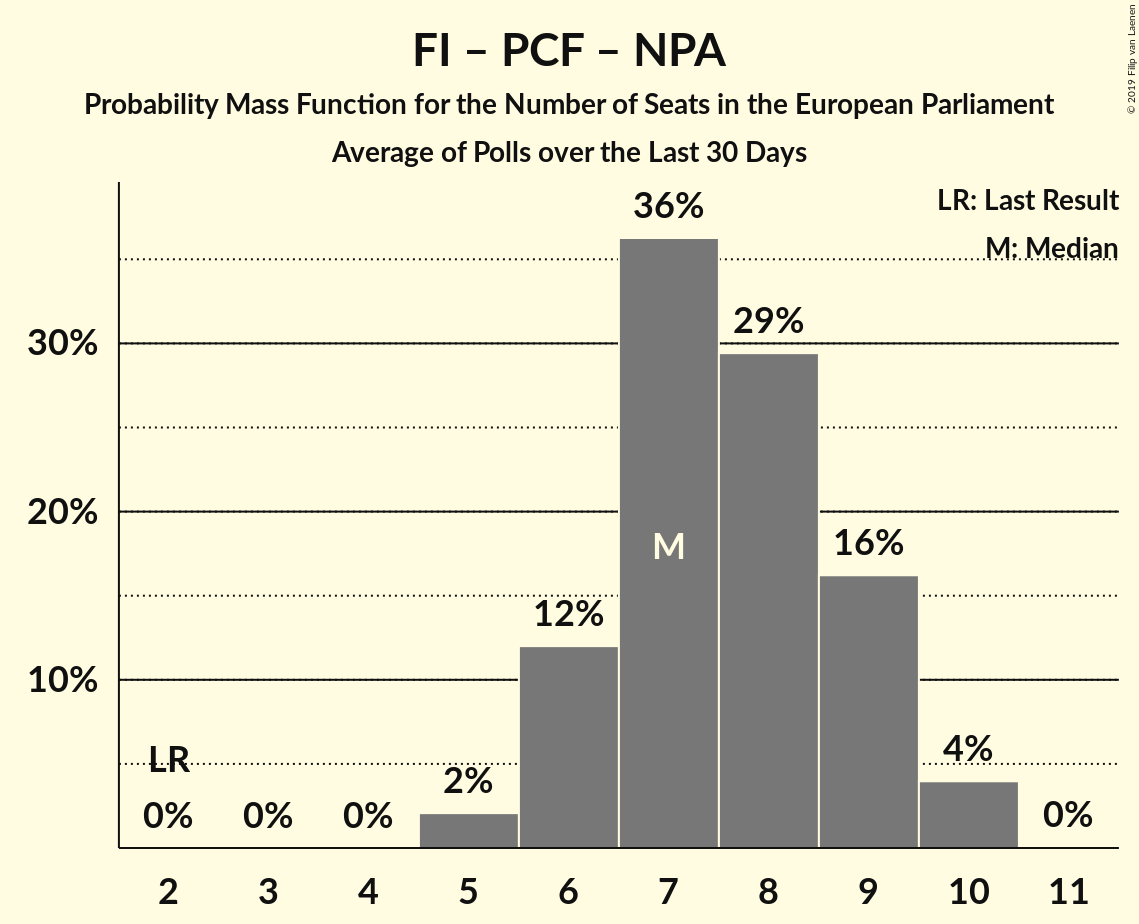 FI – PCF – NPA
Probability Mass Function for the Number of Seats in the European Parliament
Average of Polls over the Last 30 Days
© 2019 Filip van Laenen
LR: Last Result
M: Median
36%
29%
16%
12%
4%
2%
0%
0%
0%
0%
LR
M
30%
20%
10%
2 3 4 5 6 7 8 9 10 11